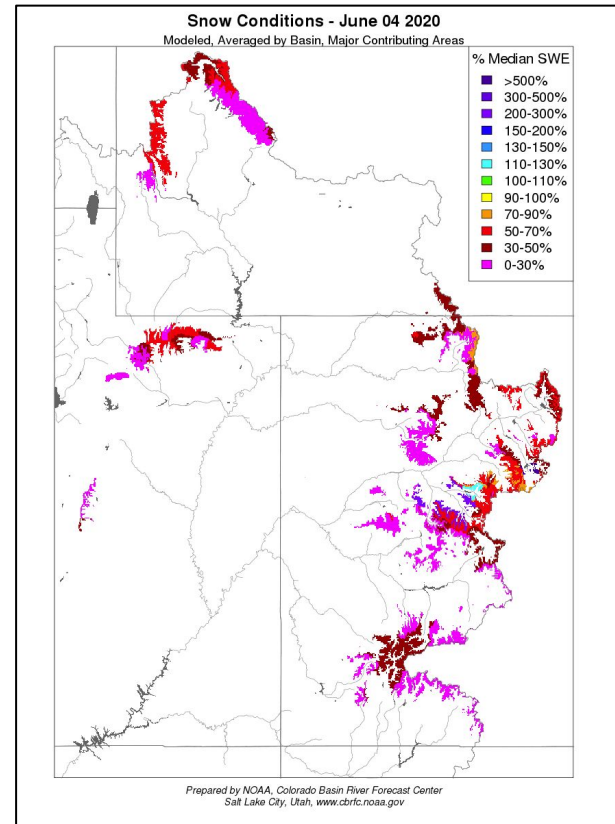 Snow Conditions - June 04 2020
Modeled, Averaged by Basin, Major Contributing Areas
% Median SWE
>500%
300-500%
200-300%
150-200%
130-150%
110-130%
100-110%
90-100%
70-90%
50-70%
30-50%
0-30%
Prepared by NOAA, Colorado Basin River Forecast Center
Salt Lake City, Utah, www.cbrfc.noaa.gov